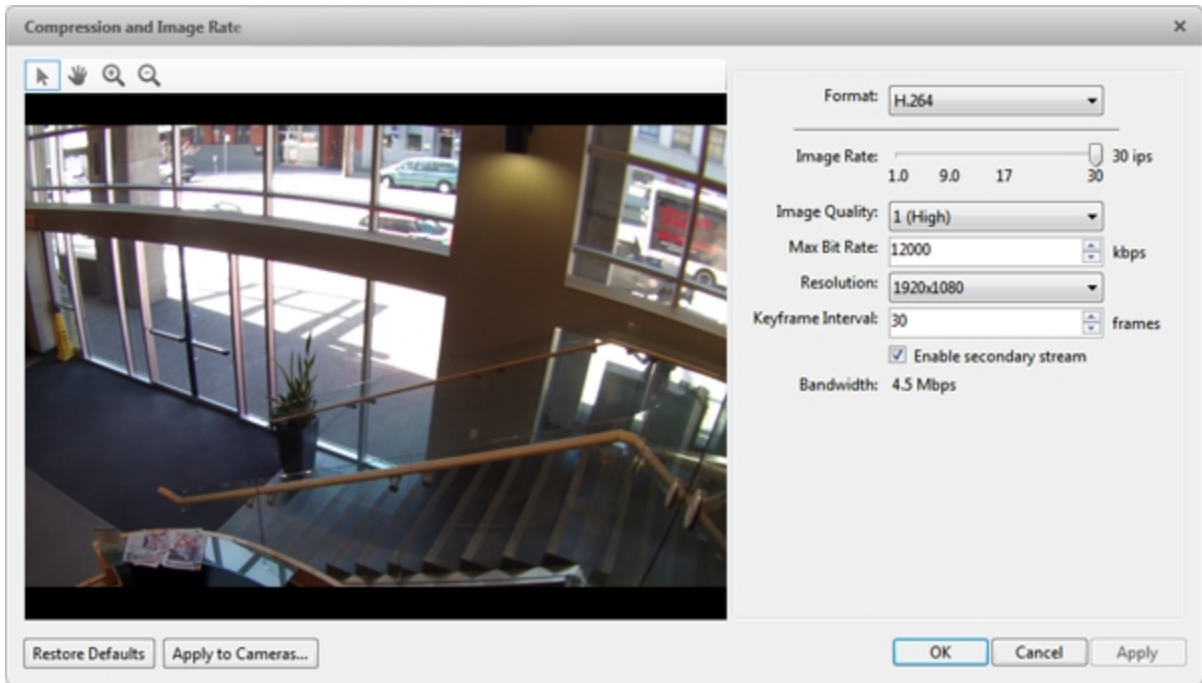 Compression and Image Rate
Format: H.264
Image Rate: 30 ips
1.0 9.0 17 30
Image Quality: 1 (High)
Max Bit Rate: 12000 kbps
Resolution: 1920x1080
Keyframe Interval: 30 frames
Enable secondary stream
Bandwidth: 4.5 Mbps
Restore Defaults Apply to Cameras... OK Cancel Apply